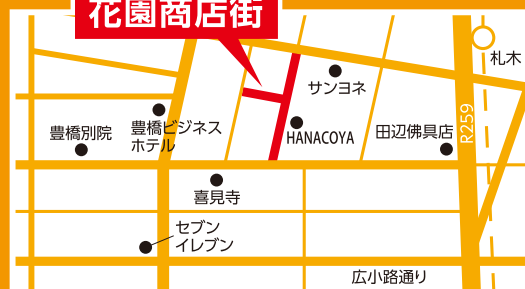 花園商店街
札木
サンヨネ
R259
豊橋別院
豊橋ビジネス
ホテル
HANACOYA
田辺佛具店
喜見寺
セブン
イレブン
広小路通り